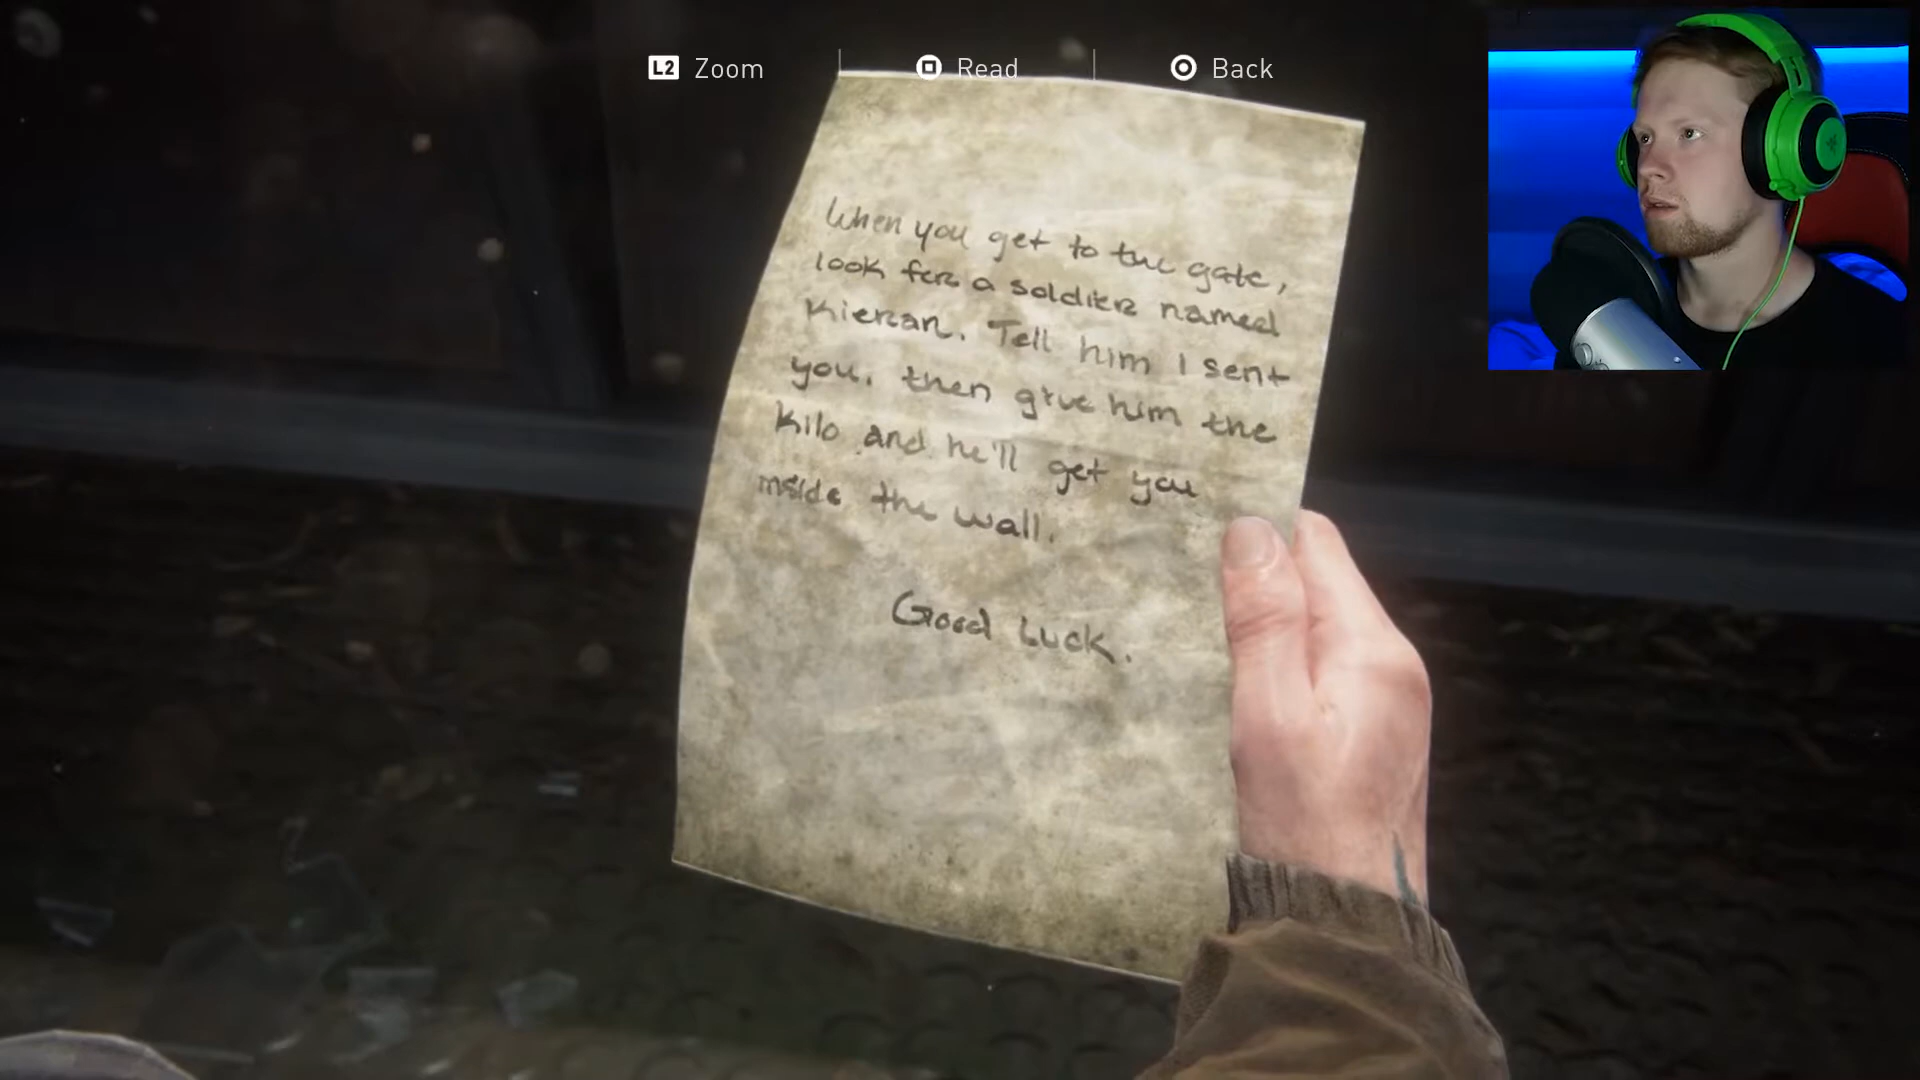 L2 Zoom Read Back
When you get to the gate,
look for a soldier named
Kieran. Tell him I sent
you, then give him the
kilo and he'll get you
inside the wall.
Good Luck.